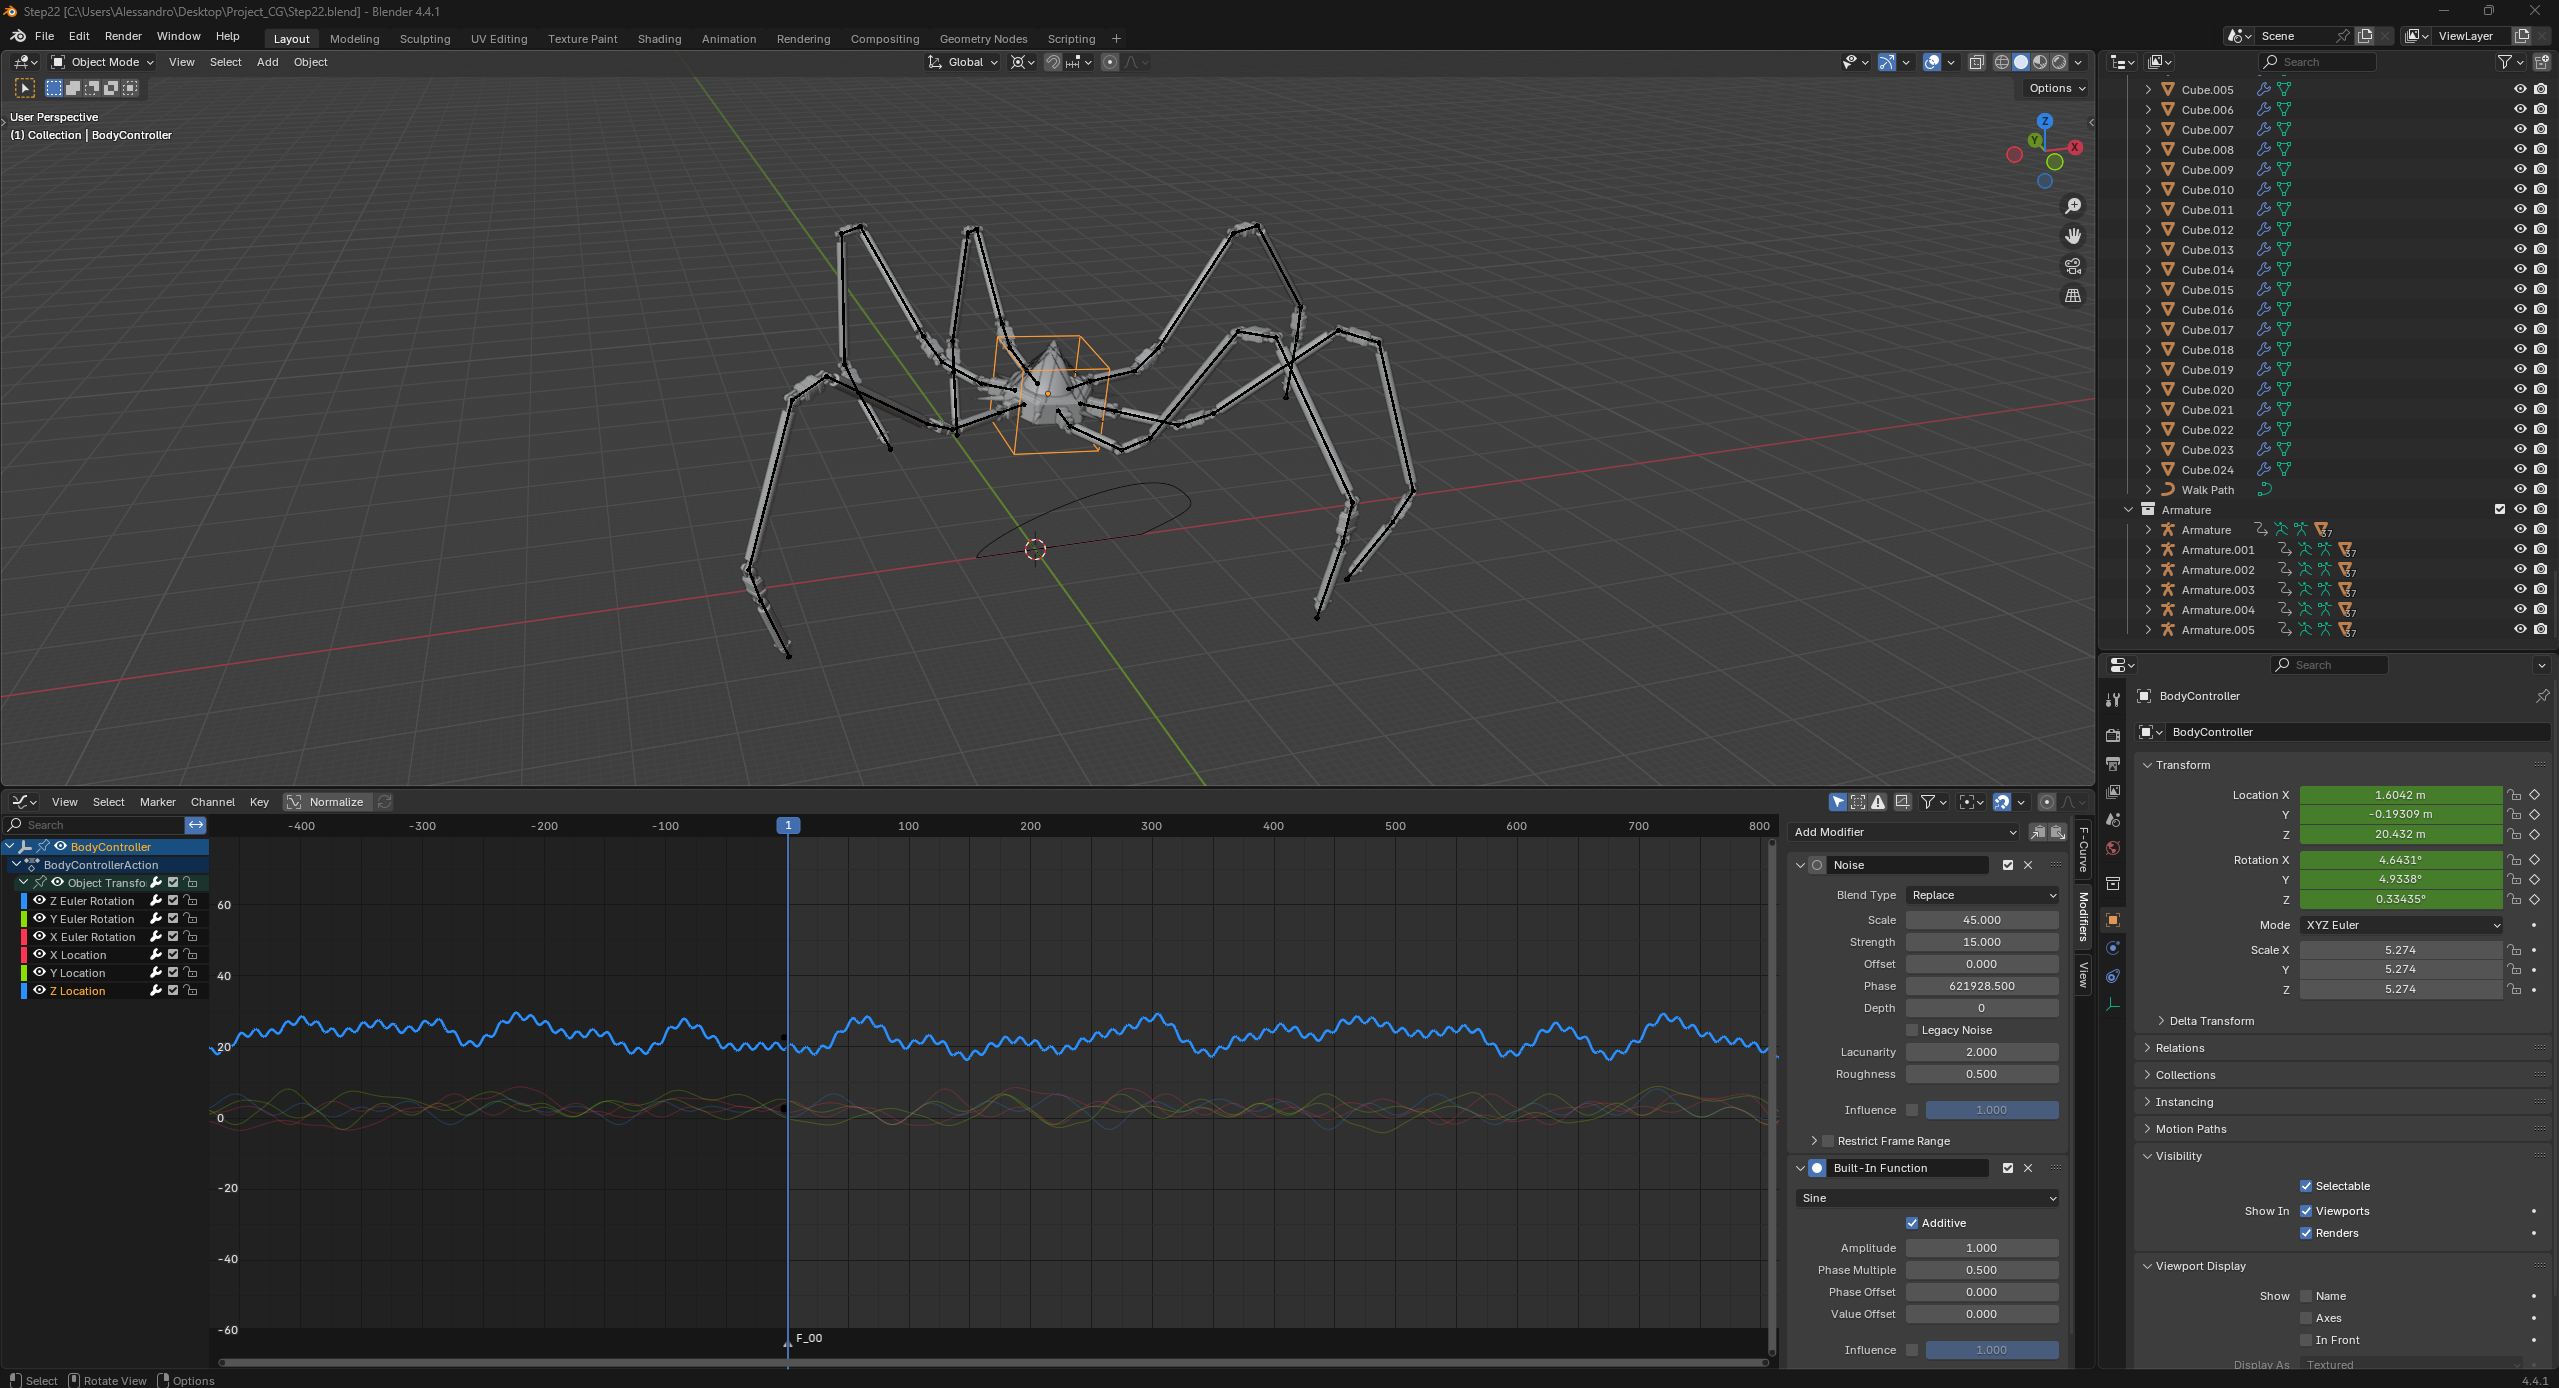 Step22 [C:\Users\Alessandro\Desktop\Project_CG\Step22.blend] - Blender 4.4.1
File Edit Render Window Help Layout Modeling Sculpting UV Editing Texture Paint Shading Animation Rendering Compositing Geometry Nodes Scripting + Scene ViewLayer
Object Mode View Select Add Object Global Search
Options
User Perspective
(1) Collection | BodyController
Z
Y
X
Cube.005
Cube.006
Cube.007
Cube.008
Cube.009
Cube.010
Cube.011
Cube.012
Cube.013
Cube.014
Cube.015
Cube.016
Cube.017
Cube.018
Cube.019
Cube.020
Cube.021
Cube.022
Cube.023
Cube.024
Walk Path
Armature
Armature 37
Armature.001 37
Armature.002 37
Armature.003 37
Armature.004 37
Armature.005 37
Search
BodyController
BodyController
Transform
Location X 1.6042 m
Y -0.19309 m
Z 20.432 m
Rotation X 4.6431°
Y 4.9338°
Z 0.33435°
Mode XYZ Euler
Scale X 5.274
Y 5.274
Z 5.274
Delta Transform
Relations
Collections
Instancing
Motion Paths
Visibility
Selectable
Show In Viewports
Renders
Viewport Display
Show Name
Axes
In Front
Display As Textured
View Select Marker Channel Key Normalize
Search -400 -300 -200 -100 1 100 200 300 400 500 600 700 800
BodyController
BodyControllerAction
Object Transfo
Z Euler Rotation
Y Euler Rotation
X Euler Rotation
X Location
Y Location
Z Location
60
40
20
0
-20
-40
-60
F_00
Add Modifier
Noise
Blend Type Replace
Scale 45.000
Strength 15.000
Offset 0.000
Phase 621928.500
Depth 0
Legacy Noise
Lacunarity 2.000
Roughness 0.500
Influence 1.000
Restrict Frame Range
Built-In Function
Sine
Additive
Amplitude 1.000
Phase Multiple 0.500
Phase Offset 0.000
Value Offset 0.000
Influence 1.000
F-Curve
Modifiers
View
Select Rotate View Options 4.4.1